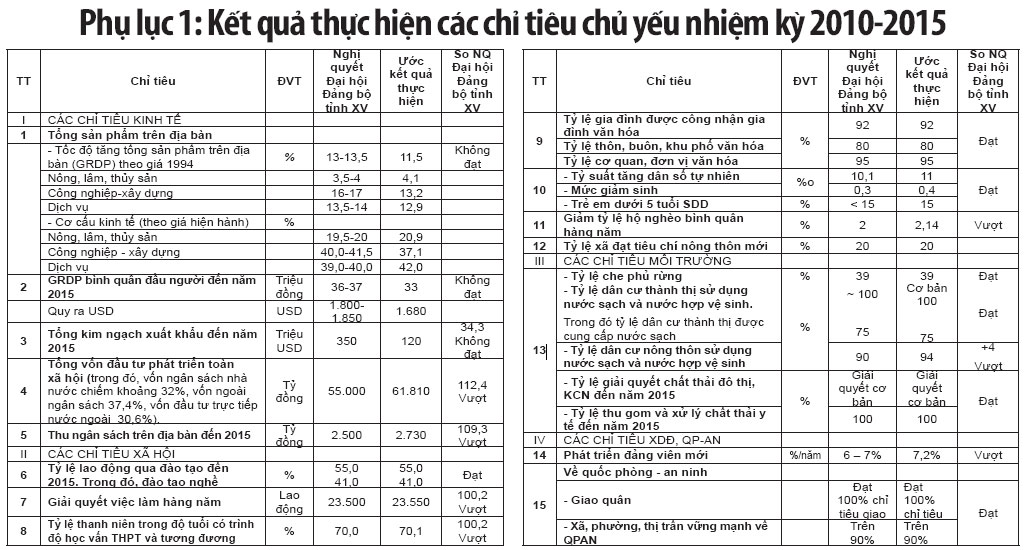 Phụ lục 1: Kết quả thực hiện các chỉ tiêu chủ yếu nhiệm kỳ 2010-2015
TT Chỉ tiêu ĐVT Nghị quyết Đại hội Đảng bộ tỉnh XV Ước kết quả thực hiện So NQ Đại hội Đảng bộ tỉnh XV
I CÁC CHỈ TIÊU KINH TẾ
1 Tổng sản phẩm trên địa bàn
- Tốc độ tăng tổng sản phẩm trên địa
bàn (GRDP) theo giá 1994 % 13-13,5 11,5 Không đạt
Nông, lâm, thủy sản 3,5-4 4,1
Công nghiệp-xây dựng 16-17 13,2
Dịch vụ 13,5-14 12,9
- Cơ cấu kinh tế (theo giá hiện hành) %
Nông, lâm, thủy sản 19,5-20 20,9
Công nghiệp - xây dựng 40,0-41,5 37,1
Dịch vụ 39,0-40,0 42,0
2 GRDP bình quân đầu người đến năm
2015 Triệu đồng 36-37 33 Không đạt
Quy ra USD USD 1.800-1.850 1.680
3 Tổng kim ngạch xuất khẩu đến năm
2015 Triệu USD 350 120 34,3 Không đạt
4 Tổng vốn đầu tư phát triển toàn
xã hội (trong đó, vốn ngân sách nhà
nước chiếm khoảng 32%, vốn ngoài
ngân sách 37,4%, vốn đầu tư trực tiếp
nước ngoài 30,6%). Tỷ đồng 55.000 61.810 112,4 Vượt
5 Thu ngân sách trên địa bàn đến 2015 Tỷ đồng 2.500 2.730 109,3 Vượt
II CÁC CHỈ TIÊU XÃ HỘI
6 Tỷ lệ lao động qua đào tạo đến % 55,0 55,0 Đạt
2015. Trong đó, đào tạo nghề 41,0 41,0
7 Giải quyết việc làm hàng năm Lao động 23.500 23.550 100,2 Vượt
8 Tỷ lệ thanh niên trong độ tuổi có trình
độ học vấn THPT và tương đương % 70,0 70,1 100,2 Vượt
TT Chỉ tiêu ĐVT Nghị quyết Đại hội Đảng bộ tỉnh XV Ước kết quả thực hiện So NQ Đại hội Đảng bộ tỉnh XV
9 Tỷ lệ gia đình được công nhận gia
đình văn hóa % 92 92 Đạt
Tỷ lệ thôn, buôn, khu phố văn hóa 80 80
Tỷ lệ cơ quan, đơn vị văn hóa 95 95
10 - Tỷ suất tăng dân số tự nhiên %o 10,1 11 Đạt
- Mức giảm sinh 0,3 0,4
- Trẻ em dưới 5 tuổi SDD % < 15 15
11 Giảm tỷ lệ hộ nghèo bình quân
hàng năm % 2 2,14 Vượt
12 Tỷ lệ xã đạt tiêu chí nông thôn mới % 20 20
III CÁC CHỈ TIÊU MÔI TRƯỜNG
13 - Tỷ lệ che phủ rừng % 39 39 Đạt
- Tỷ lệ dân cư thành thị sử dụng
nước sạch và nước hợp vệ sinh. % ~ 100 Cơ bản 100 Đạt
Trong đó tỷ lệ dân cư thành thị được
cung cấp nước sạch 75 75
- Tỷ lệ dân cư nông thôn sử dụng
nước sạch và nước hợp vệ sinh 90 94 +4 Vượt
- Tỷ lệ giải quyết chất thải đô thị,
KCN đến năm 2015 % Giải quyết cơ bản Giải quyết cơ bản Đạt
- Tỷ lệ thu gom và xử lý chất thải y
tế đến năm 2015 100 100
IV CÁC CHỈ TIÊU XDĐ, QP-AN
14 Phát triển đảng viên mới %/năm 6 – 7% 7,2% Vượt
15 Về quốc phòng - an ninh
- Giao quân Đạt 100% chỉ tiêu giao Đạt 100% chỉ tiêu Đạt
- Xã, phường, thị trấn vững mạnh về
QPAN Trên 90% Trên 90%